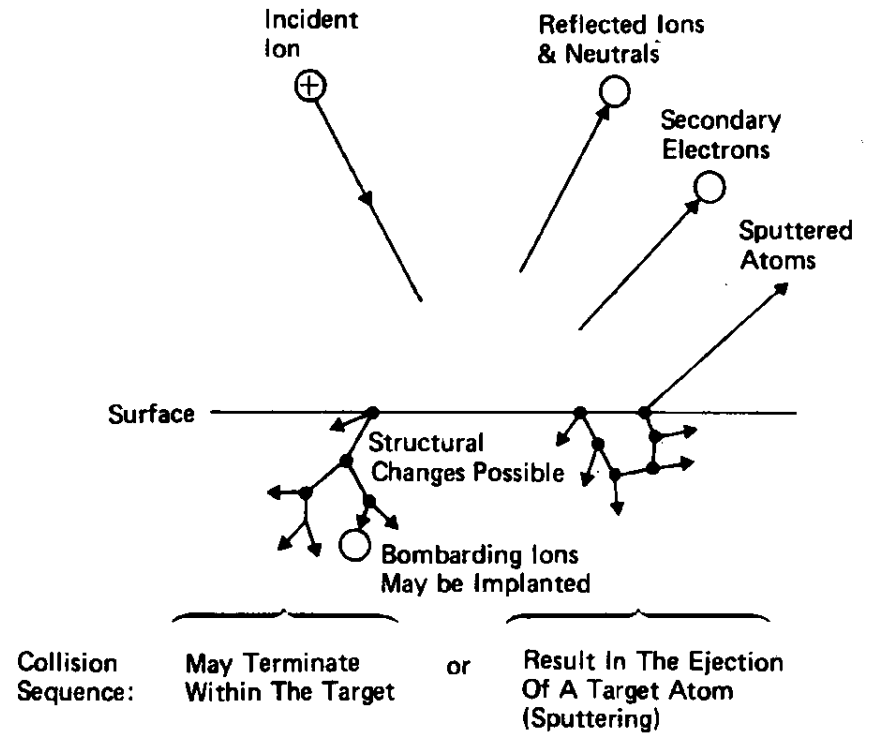 Incident
Ion
+
Reflected Ions
& Neutrals
Secondary
Electrons
Sputtered
Atoms
Surface
Structural
Changes Possible
Bombarding Ions
May be Implanted
Collision
Sequence:
May Terminate
Within The Target
or
Result In The Ejection
Of A Target Atom
(Sputtering)